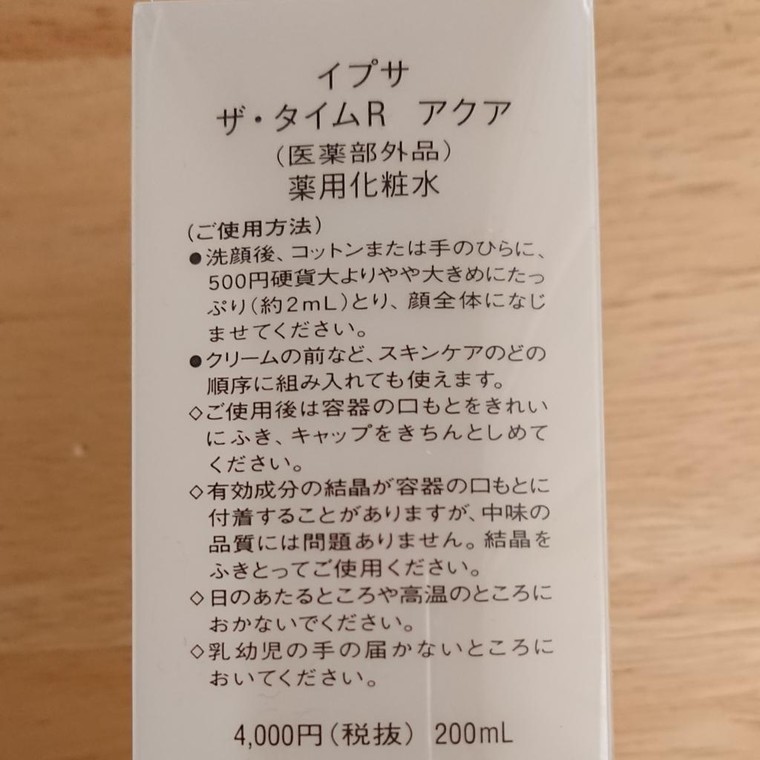 イプサ
ザ・タイムR アクア
（医薬部外品）
薬用化粧水
（ご使用方法）
●洗顔後、コットンまたは手のひらに、
500円硬貨大よりやや大きめにたっ
ぷり（約2mL）とり、顔全体になじ
ませてください。
●クリームの前など、スキンケアのどの
順序に組み入れても使えます。
◇ご使用後は容器の口もとをきれい
にふき、キャップをきちんとしめて
ください。
◇有効成分の結晶が容器の口もとに
付着することがありますが、中味の
品質には問題ありません。結晶を
ふきとってご使用ください。
◇日のあたるところや高温のところに
おかないでください。
◇乳幼児の手の届かないところに
おいてください。
4,000円（税抜） 200mL